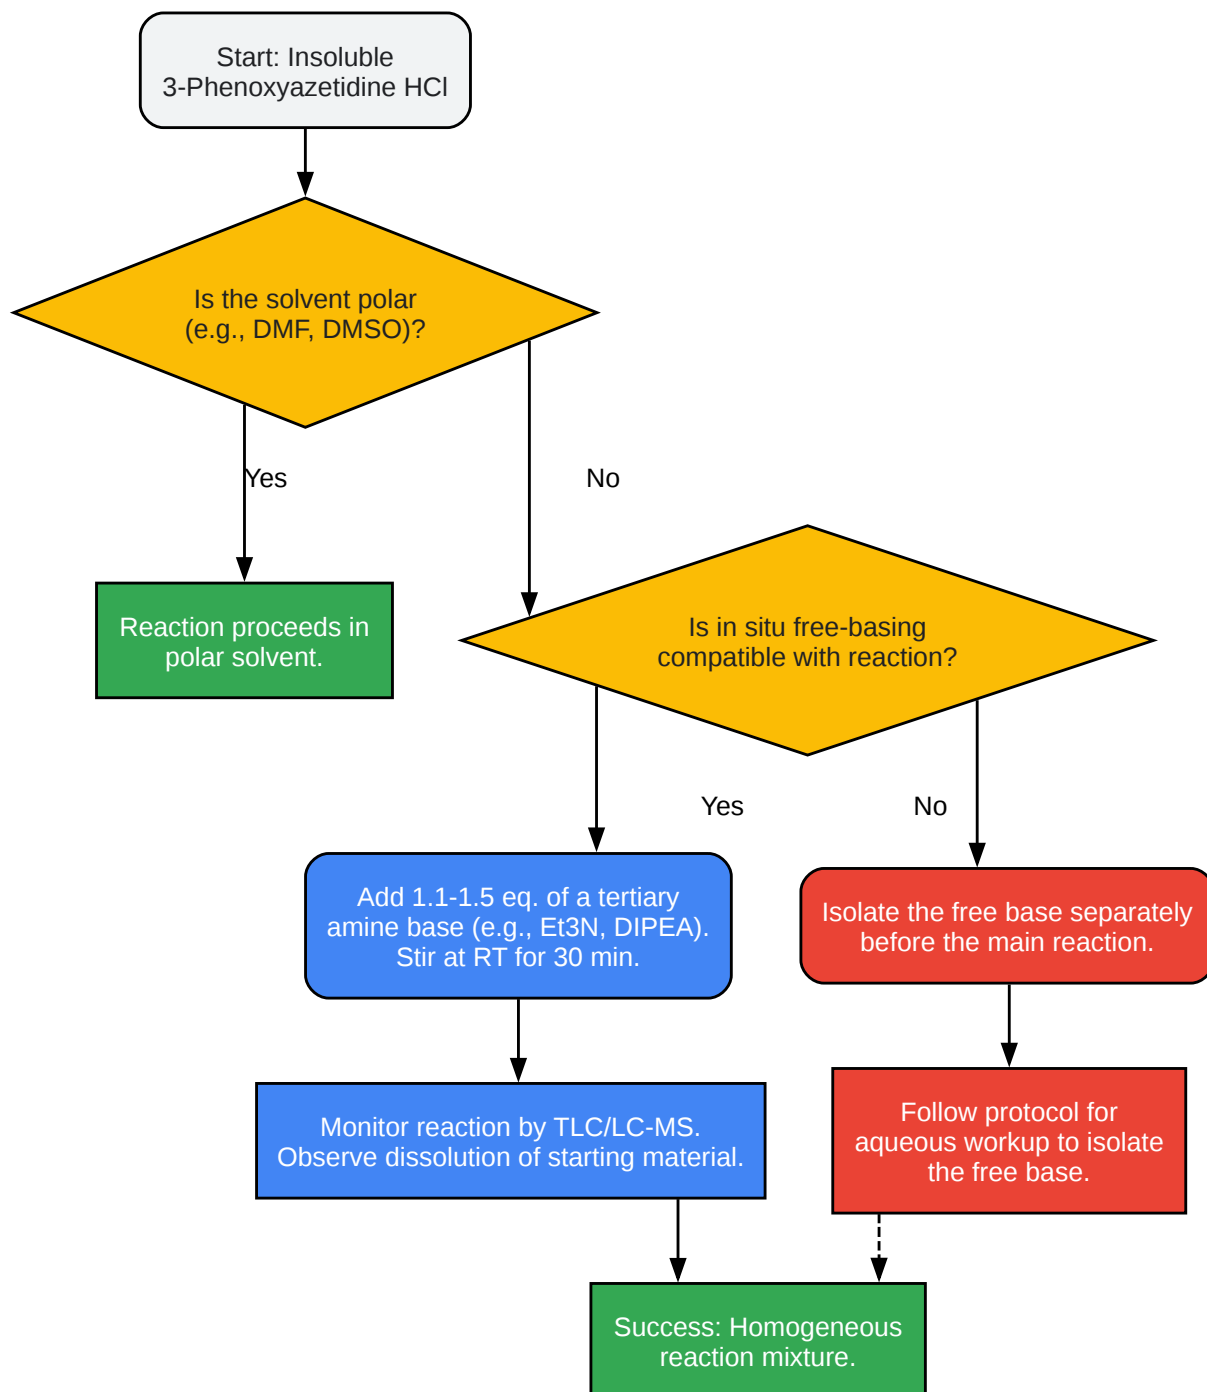 Start: Insoluble
3-Phenoxyazetidine HCl
Is the solvent polar
(e.g., DMF, DMSO)?
Yes
No
Reaction proceeds in
polar solvent.
Is in situ free-basing
compatible with reaction?
Yes
No
Add 1.1-1.5 eq. of a tertiary
amine base (e.g., Et3N, DIPEA).
Stir at RT for 30 min.
Isolate the free base separately
before the main reaction.
Monitor reaction by TLC/LC-MS.
Observe dissolution of starting material.
Follow protocol for
aqueous workup to isolate
the free base.
Success: Homogeneous
reaction mixture.